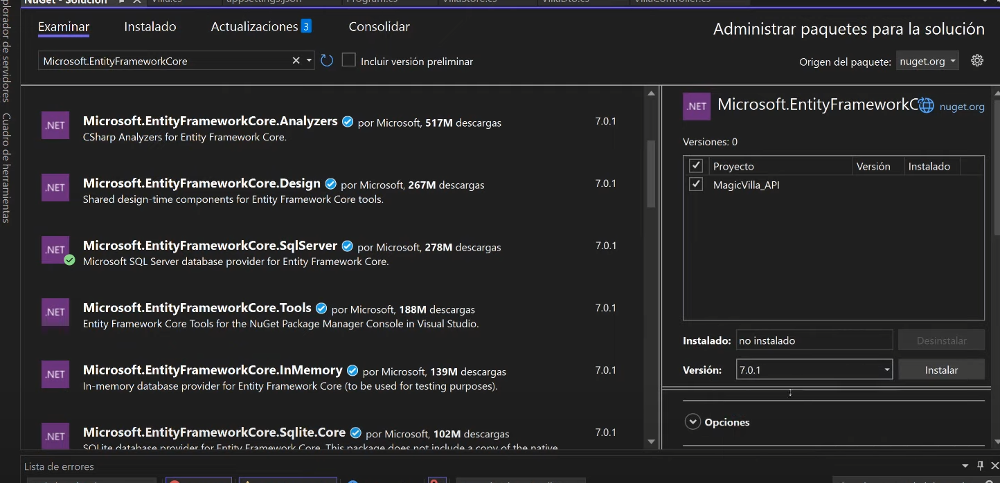 NuGet - Solución
Villa.cs
appsettings.json
Program.cs
VillaStore.cs
VillaDto.cs
VillaController.cs
plorador de servidores
Cuadro de herramientas
Examinar
Instalado
Actualizaciones 3
Consolidar
Administrar paquetes para la solución
Microsoft.EntityFrameworkCore
Incluir versión preliminar
Origen del paquete: nuget.org
.NET
Microsoft.EntityFrameworkCore.Analyzers por Microsoft, 517M descargas 7.0.1
CSharp Analyzers for Entity Framework Core.
.NET
Microsoft.EntityFrameworkCore.Design por Microsoft, 267M descargas 7.0.1
Shared design-time components for Entity Framework Core tools.
.NET
Microsoft.EntityFrameworkCore.SqlServer por Microsoft, 278M descargas 7.0.1
Microsoft SQL Server database provider for Entity Framework Core.
.NET
Microsoft.EntityFrameworkCore.Tools por Microsoft, 188M descargas 7.0.1
Entity Framework Core Tools for the NuGet Package Manager Console in Visual Studio.
.NET
Microsoft.EntityFrameworkCore.InMemory por Microsoft, 139M descargas 7.0.1
In-memory database provider for Entity Framework Core (to be used for testing purposes).
.NET
Microsoft.EntityFrameworkCore.Sqlite.Core por Microsoft, 102M descargas 7.0.1
SQLite database provider for Entity Framework Core. This package does not include a copy of the native
.NET
Microsoft.EntityFrameworkC nuget.org
Versiones: 0
Proyecto Versión Instalado
MagicVilla_API
Instalado: no instalado Desinstalar
Versión: 7.0.1 Instalar
Opciones
Lista de errores